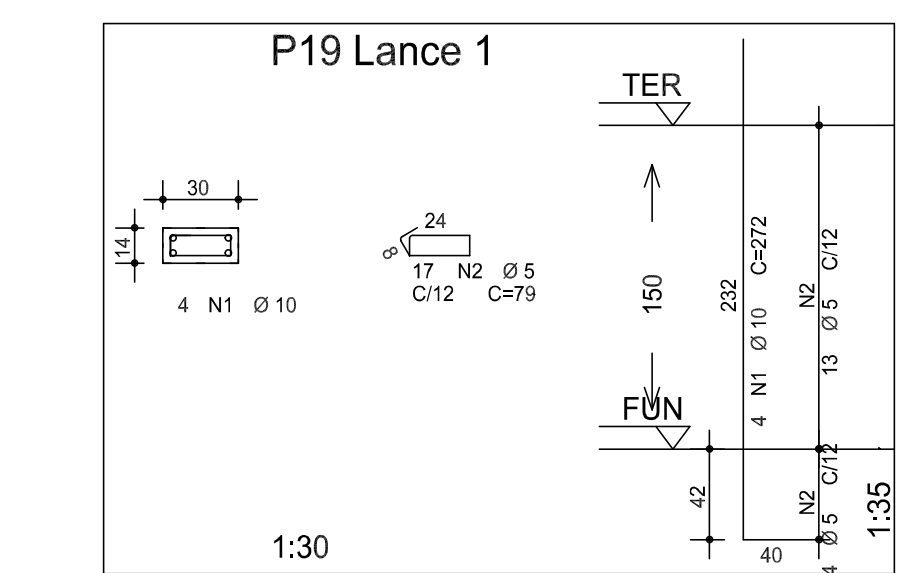 P19 Lance 1
TER
30
14
24
8
17 N2 Ø 5
C/12 C=79
4 N1 Ø 10
150
232
4 N1 Ø 10 C=272
N2
13 Ø 5 C/12
FUN
42
N2
4 Ø 5 C/12
40
1:30
1:35